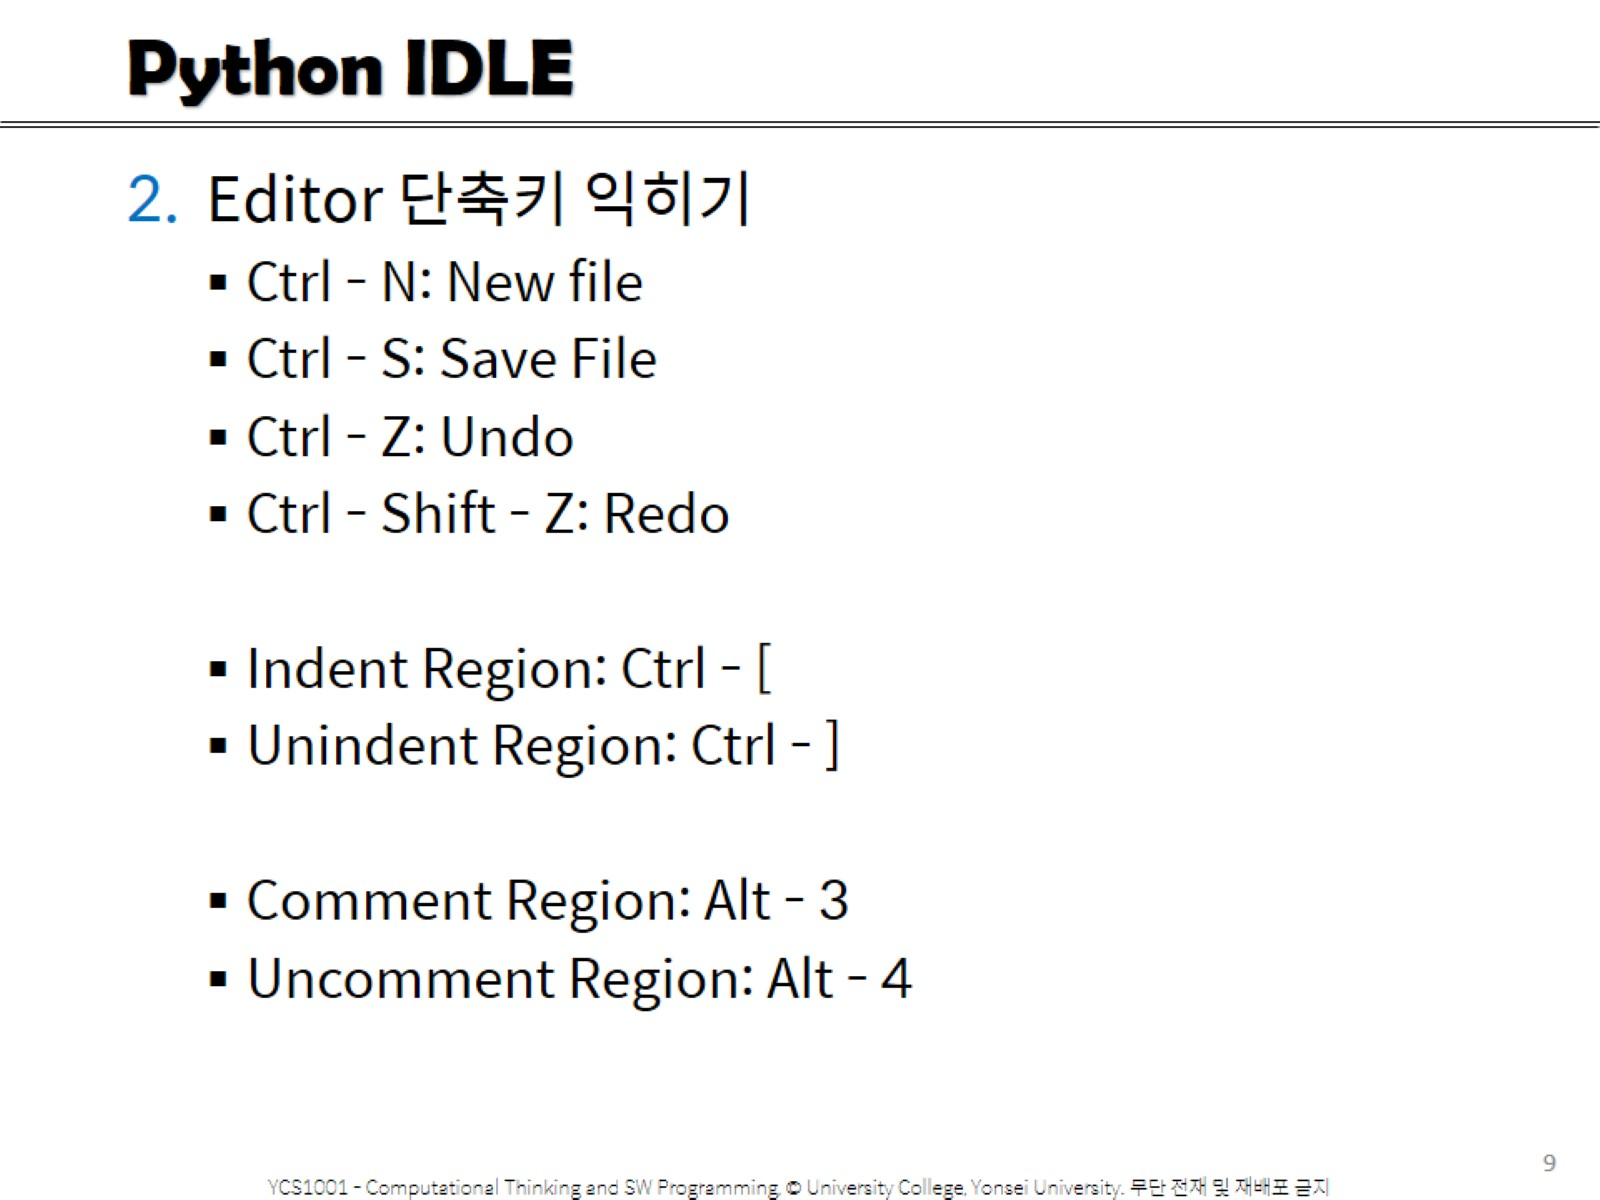 Python IDLE
2. Editor 단축키 익히기
▪ Ctrl - N: New file
▪ Ctrl - S: Save File
▪ Ctrl - Z: Undo
▪ Ctrl - Shift - Z: Redo
▪ Indent Region: Ctrl - [
▪ Unindent Region: Ctrl - ]
▪ Comment Region: Alt - 3
▪ Uncomment Region: Alt - 4
9
YCS1001 - Computational Thinking and SW Programming, © University College, Yonsei University. 무단 전재 및 재배포 금지